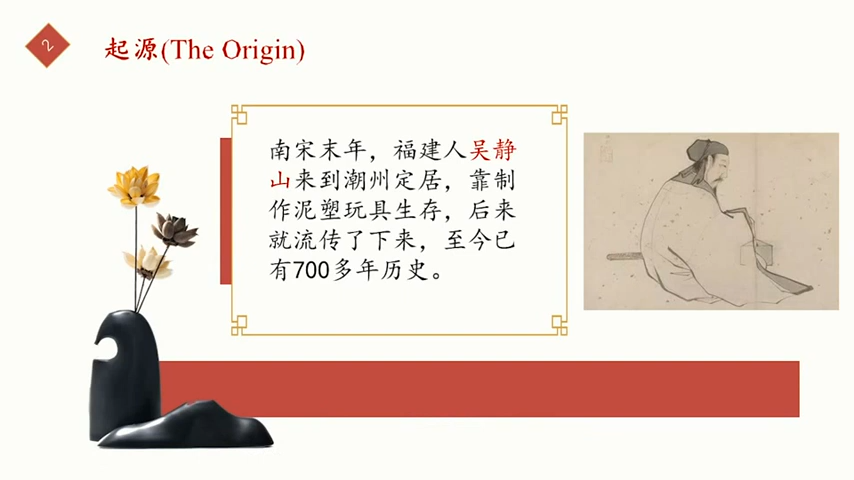 2
起源(The Origin)
南宋末年，福建人吴静
山来到潮州定居，靠制
作泥塑玩具生存，后来
就流传了下来，至今已
有700多年历史。